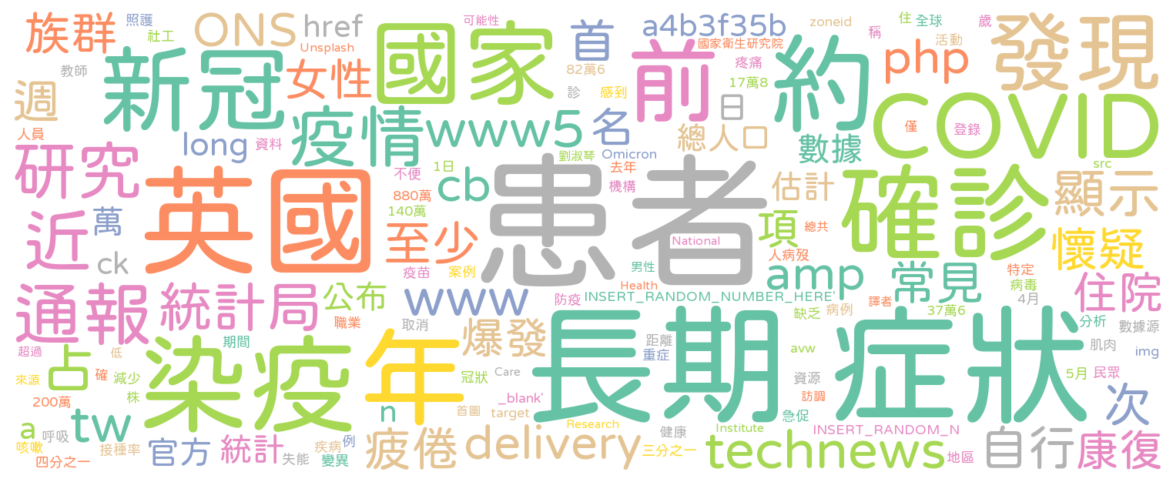 族群 照護 社工 ONS href Unsplash 可能性 首 a4b3f35b zoneid 住 全球 稱 歲 發現
教師 新冠 女性 國家 82萬6 國家衛生研究院 疼痛 前 約 php 活動
週 人員 疫情 診 感到 17萬8 日 COVID
long 資料 www5 名 總人口 數據 僅 登錄
研究 1日 劉淑琴 Omicron src
英國 不便 cb 去年 機構 患者 估計 確診 顯示
萬 880萬 140萬
近 至少 National 項 總共 懷疑
ck 疫苗 案例 男性 人病歿 amp 常見 特定 病毒
通報 統計局 公布 www Health 防疫 INSERT_RANDOM_NUMBER_HERE' 譯者 4月 住院
職業 取消 爆發 缺乏 病例 37萬6 分析 數據源
超過 占 低 期間 染疫 年 距離 重症 長期 avw 症狀 肌肉 img
來源 確 減少 冠狀 Care 資源 5月 民眾
200萬 株 n _blank' 訪調 次
a tw 首圖 target Research 健康 Institute 急促 INSERT_RANDOM_N
咳嗽 呼吸 接種率 官方 統計 疾病 例 疲倦 delivery 三分之一 technews 地區 自行 康復
四分之一 失能 變異